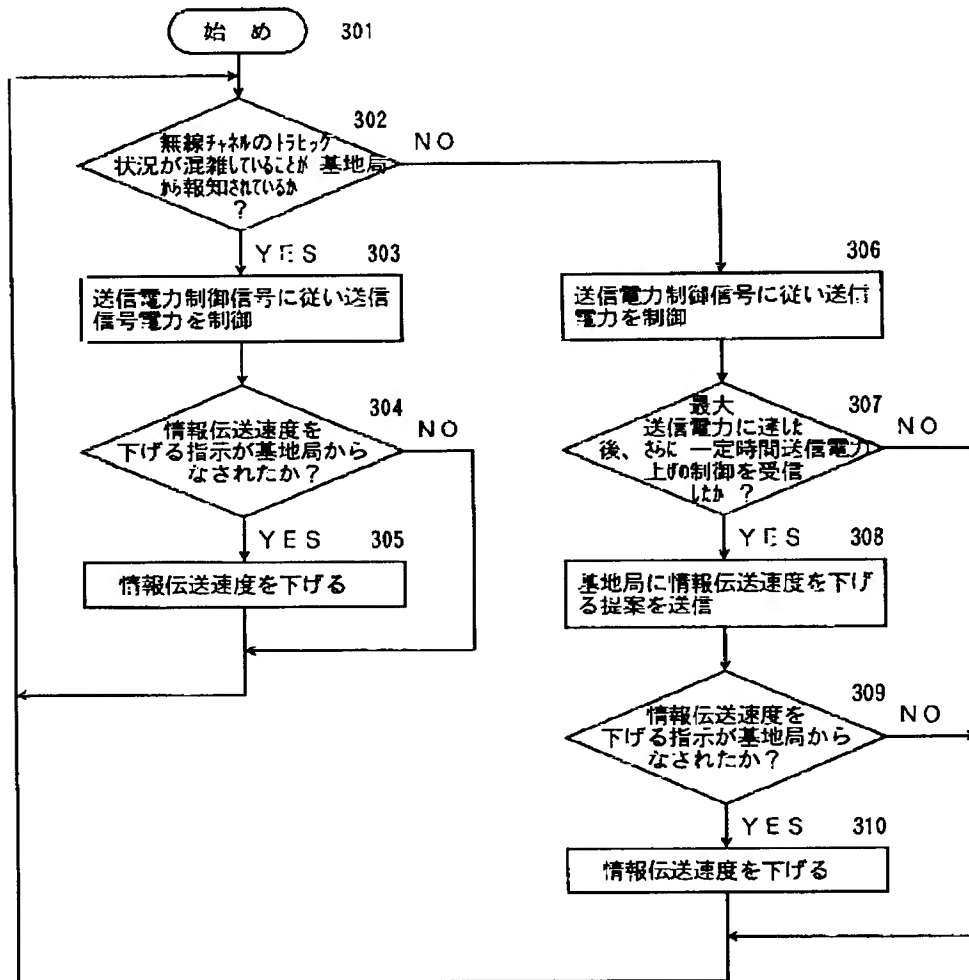 始 め 301
302
無線チャネルのトラヒック
状況が混雑していることが 基地局
から報知されているか
?
NO
YES 303
送信電力制御信号に従い送信
信号電力を制御
304
情報伝送速度を
下げる指示が基地局から
なされたか?
NO
YES 305
情報伝送速度を下げる
306
送信電力制御信号に従い送信
電力を制御
307
最大
送信電力に達した
後、さらに 一定時間送信電力
上げの制御を受信
したか ?
NO
YES 308
基地局に情報伝送速度を下げ
る提案を送信
309
情報伝送速度を
下げる指示が基地局から
なされたか?
NO
YES 310
情報伝送速度を下げる